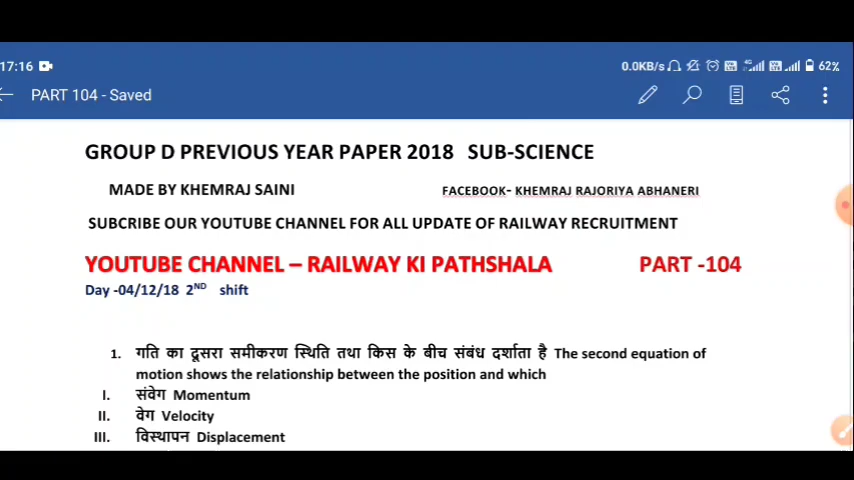 17:16 0.0KB/s 62%
PART 104 - Saved
GROUP D PREVIOUS YEAR PAPER 2018 SUB-SCIENCE
MADE BY KHEMRAJ SAINI FACEBOOK- KHEMRAJ RAJORIYA ABHANERI
SUBCRIBE OUR YOUTUBE CHANNEL FOR ALL UPDATE OF RAILWAY RECRUITMENT
YOUTUBE CHANNEL – RAILWAY KI PATHSHALA PART -104
Day -04/12/18 2ND shift
1. गति का दूसरा समीकरण स्थिति तथा किस के बीच संबंध दर्शाता है The second equation of
motion shows the relationship between the position and which
I. संवेग Momentum
II. वेग Velocity
III. विस्थापन Displacement